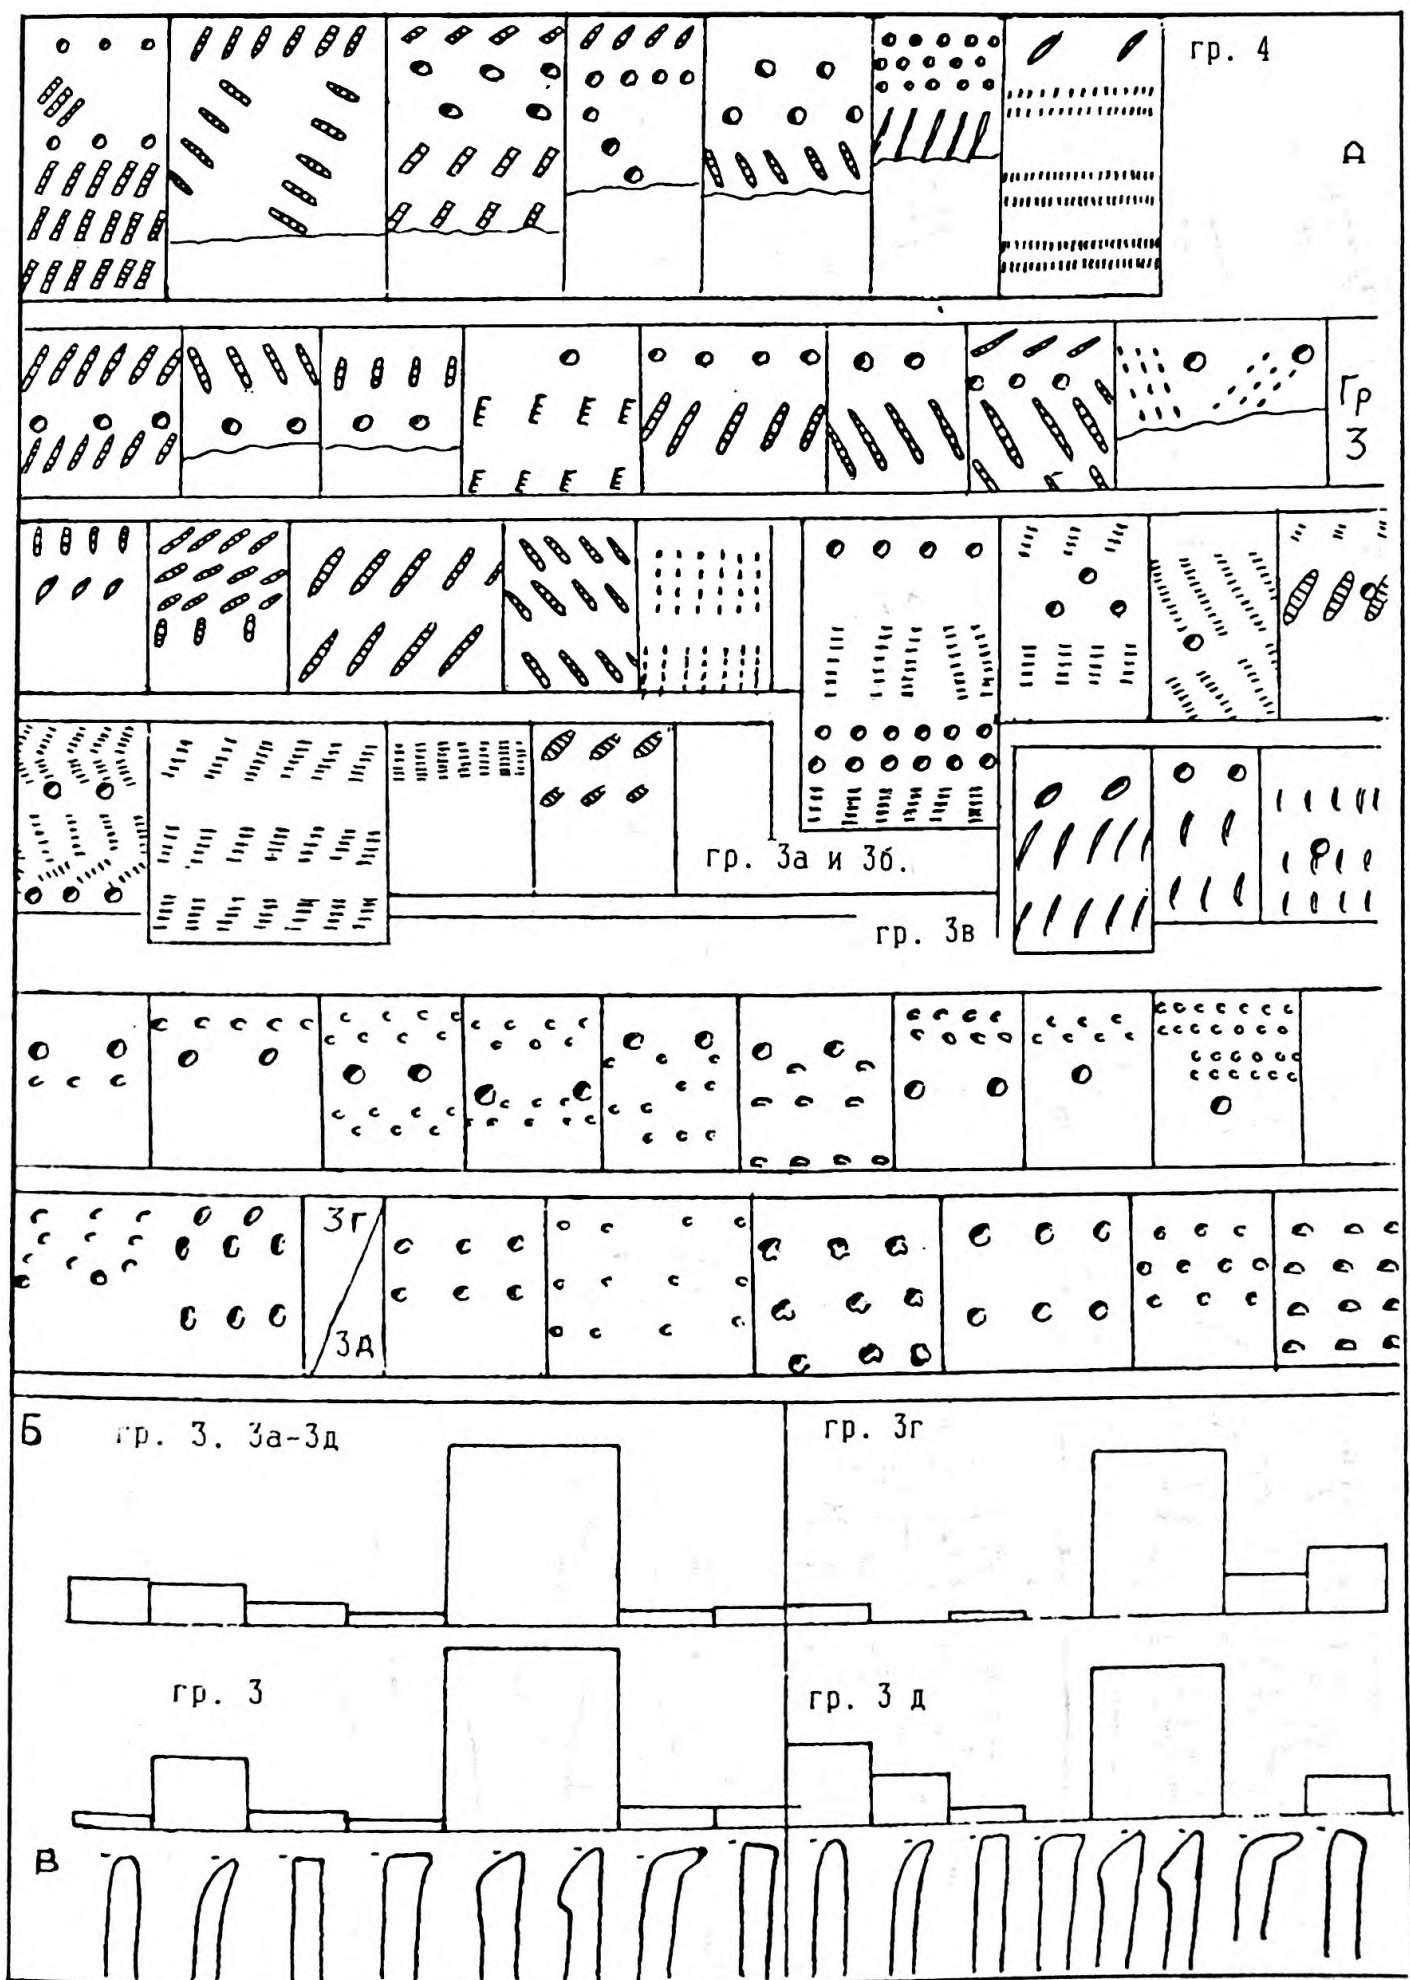 гр. 4
А
Гр
3
гр. 3а и 3б.
гр. 3в
3г
3д
Б
гр. 3. 3а-3д
гр. 3г
гр. 3
гр. 3 д
В